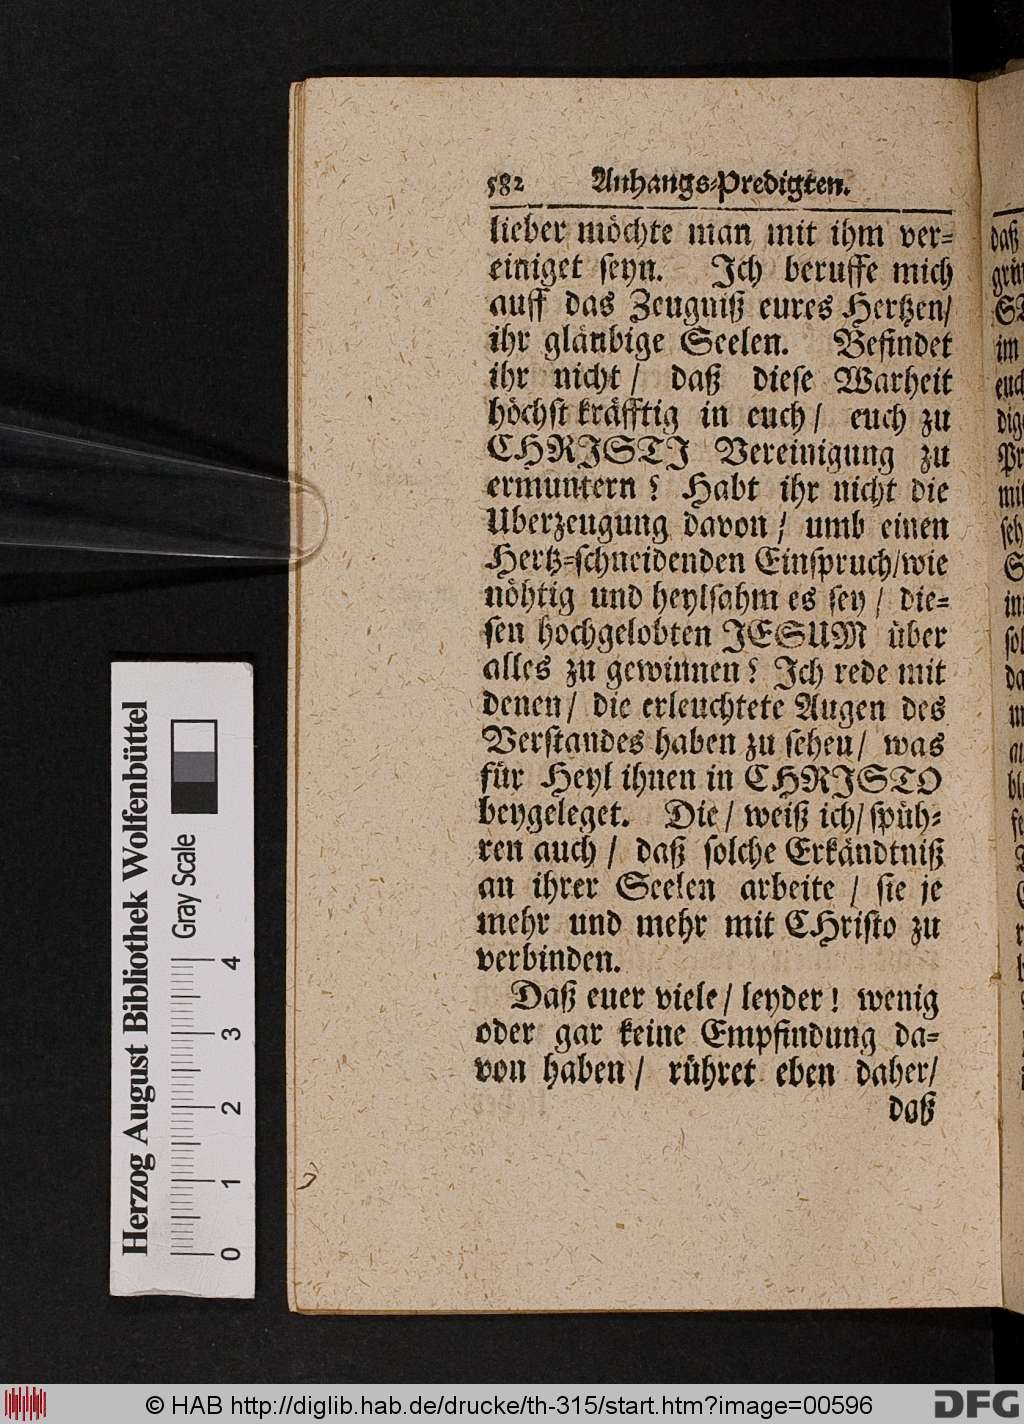 582 Anhangs-Predigten.
lieber möchte man mit ihm ver-
einiget seyn. Ich beruffe mich
auff das Zeugniß eures Hertzen/
ihr gläubige Seelen. Befindet
ihr nicht / daß diese Warheit
höchst kräfftig in euch / euch zu
CHRISTI Vereinigung zu
ermuntern? Habt ihr nicht die
Uberzeugung davon / umb einen
Hertz-schneidenden Einspruch/wie
nöhtig und heylsahm es sey / die-
sen hochgelobten JESUM über
alles zu gewinnen? Ich rede mit
denen / die erleuchtete Augen des
Verstandes haben zu sehen/ was
für Heyl ihnen in CHRISTO
beygeleget. Die / weiß ich/ spüh-
ren auch / daß solche Erkändtniß
an ihrer Seelen arbeite / sie je
mehr und mehr mit CHristo zu
verbinden.
Daß euer viele / leyder! wenig
oder gar keine Empfindung da-
von haben / rühret eben daher/
daß
Herzog August Bibliothek Wolfenbüttel
Gray Scale
0 1 2 3 4
© HAB http://diglib.hab.de/drucke/th-315/start.htm?image=00596
DFG